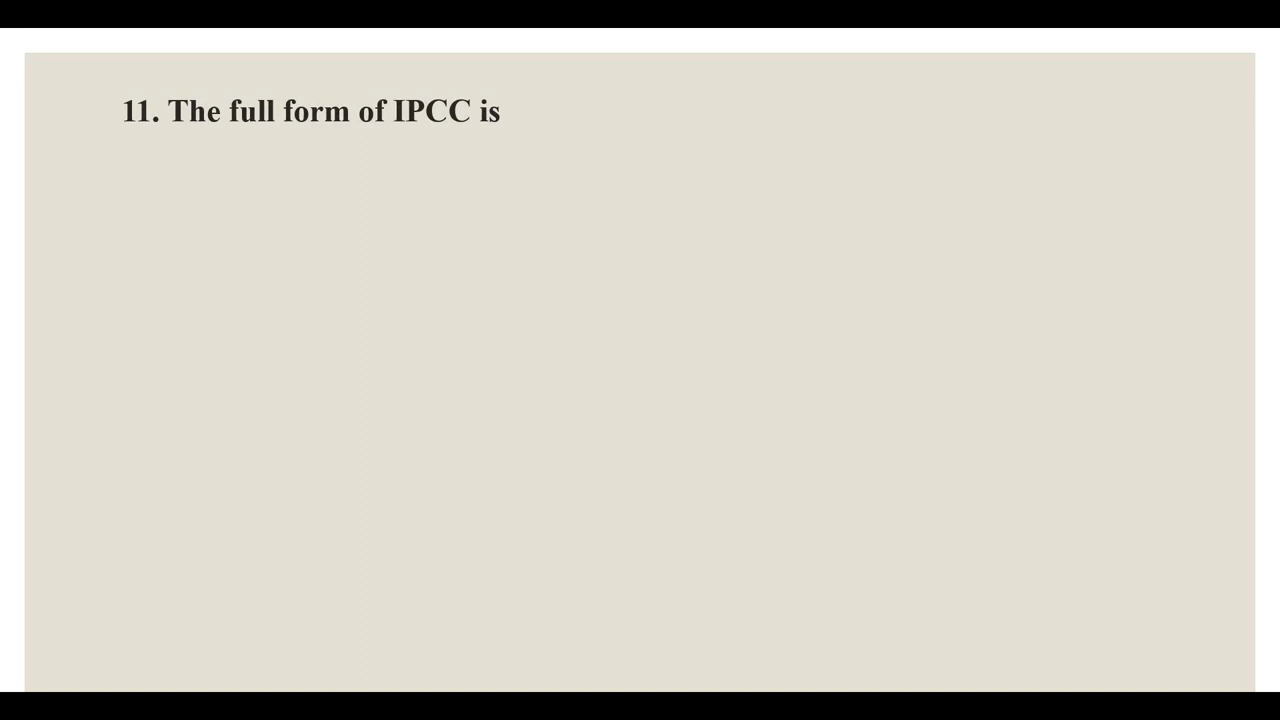 11. The full form of IPCC is